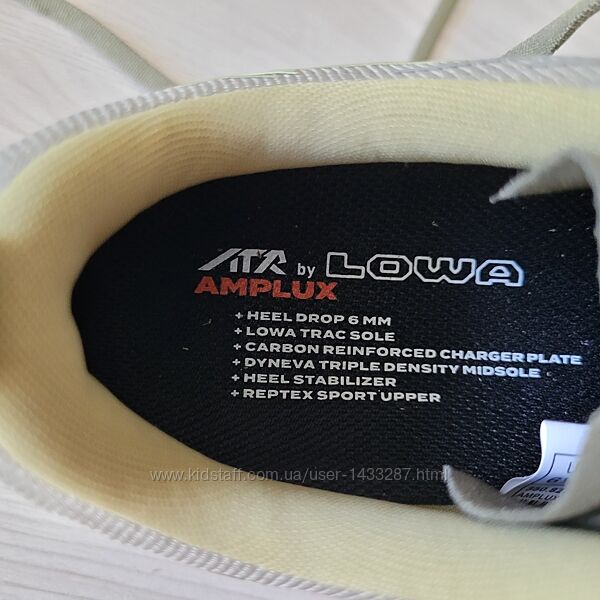 ATR by LOWA
AMPLUX
+ HEEL DROP 6 MM
+ LOWA TRAC SOLE
+ CARBON REINFORCED CHARGER PLATE
+ DYNEVA TRIPLE DENSITY MIDSOLE
+ HEEL STABILIZER
+ REPTEX SPORT UPPER
www.kidstaff.com.ua/user-1433287.html
AMPLUX